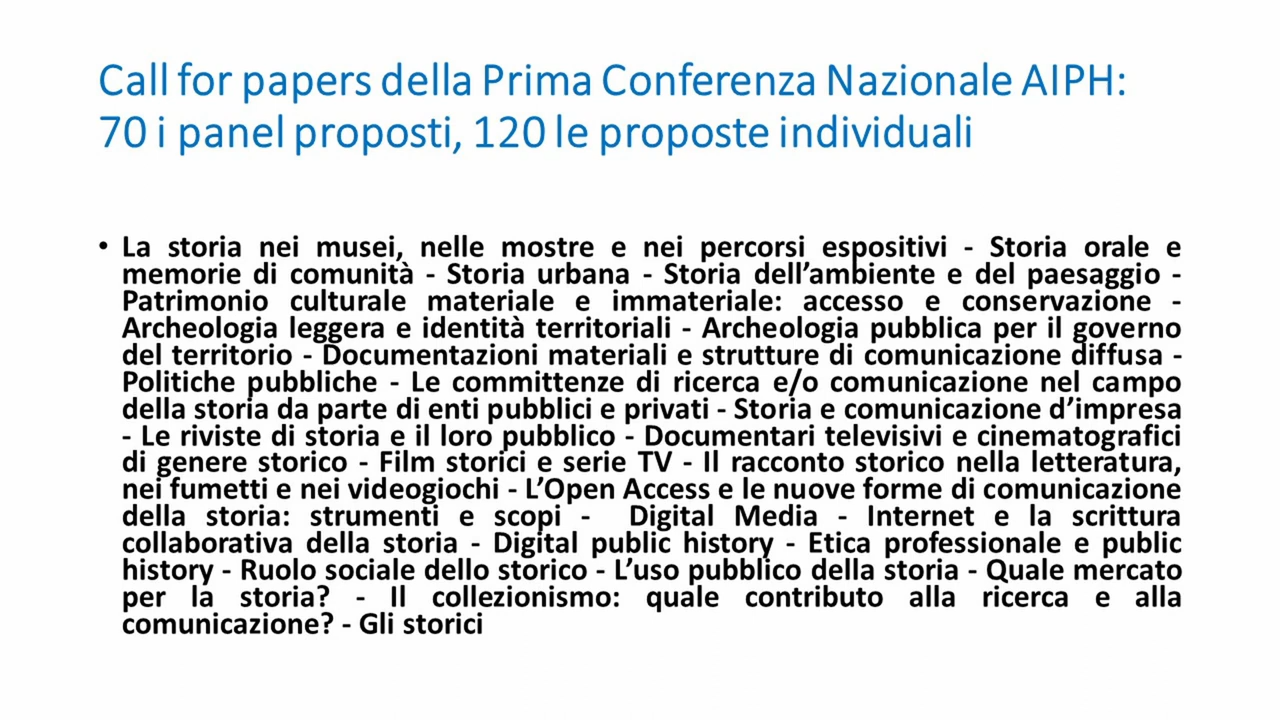 Call for papers della Prima Conferenza Nazionale AIPH:
70 i panel proposti, 120 le proposte individuali
• La storia nei musei, nelle mostre e nei percorsi espositivi - Storia orale e
memorie di comunità - Storia urbana - Storia dell’ambiente e del paesaggio -
Patrimonio culturale materiale e immateriale: accesso e conservazione -
Archeologia leggera e identità territoriali - Archeologia pubblica per il governo
del territorio - Documentazioni materiali e strutture di comunicazione diffusa -
Politiche pubbliche - Le committenze di ricerca e/o comunicazione nel campo
della storia da parte di enti pubblici e privati - Storia e comunicazione d’impresa
- Le riviste di storia e il loro pubblico - Documentari televisivi e cinematografici
di genere storico - Film storici e serie TV - Il racconto storico nella letteratura,
nei fumetti e nei videogiochi - L’Open Access e le nuove forme di comunicazione
della storia: strumenti e scopi - Digital Media - Internet e la scrittura
collaborativa della storia - Digital public history - Etica professionale e public
history - Ruolo sociale dello storico - L’uso pubblico della storia - Quale mercato
per la storia? - Il collezionismo: quale contributo alla ricerca e alla
comunicazione? - Gli storici